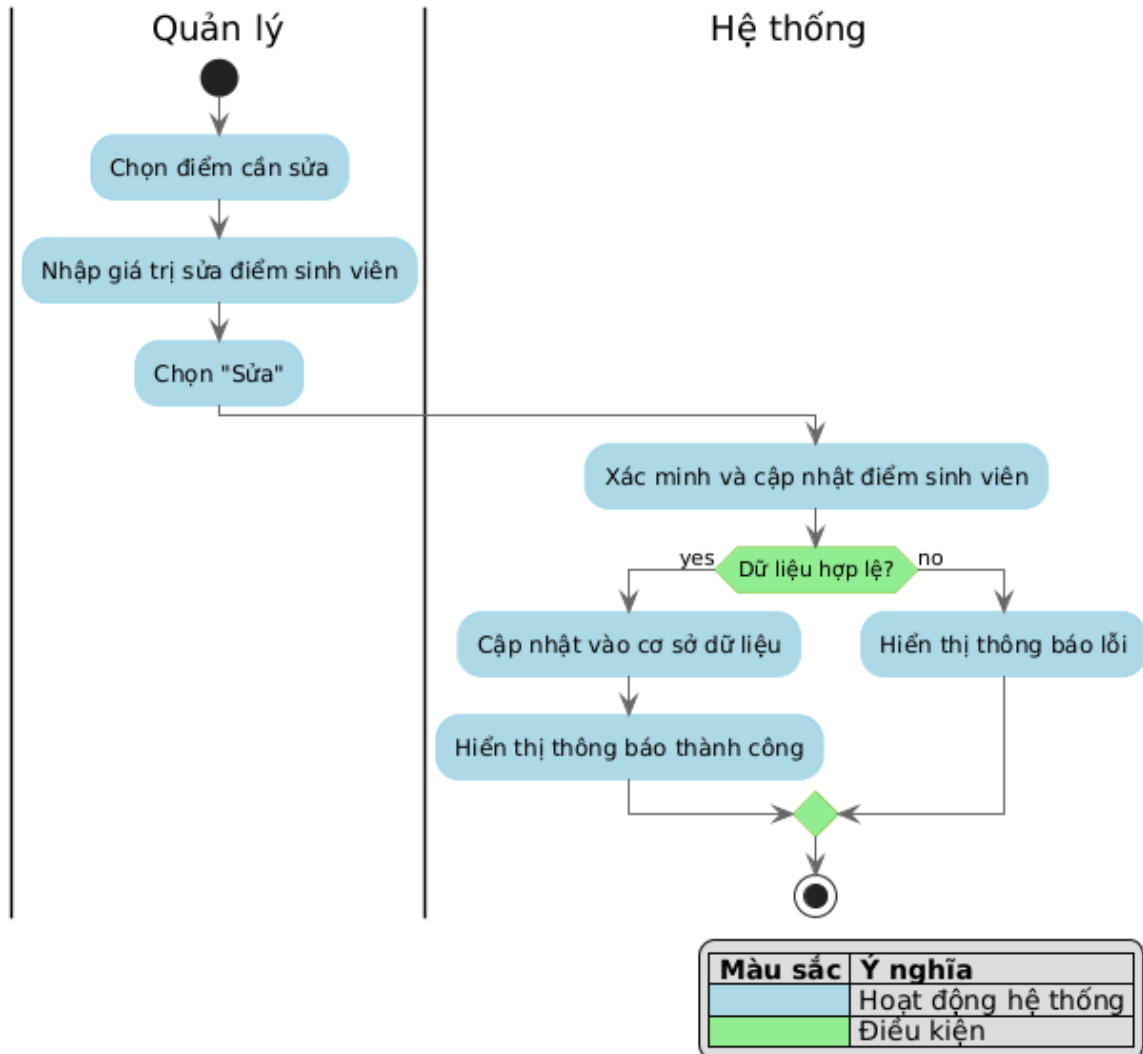 Quản lý
Hệ thống
Chọn điểm cần sửa
Nhập giá trị sửa điểm sinh viên
Chọn "Sửa"
Xác minh và cập nhật điểm sinh viên
yes
Dữ liệu hợp lệ?
no
Cập nhật vào cơ sở dữ liệu
Hiển thị thông báo lỗi
Hiển thị thông báo thành công
Màu sắc Ý nghĩa
Hoạt động hệ thống
Điều kiện